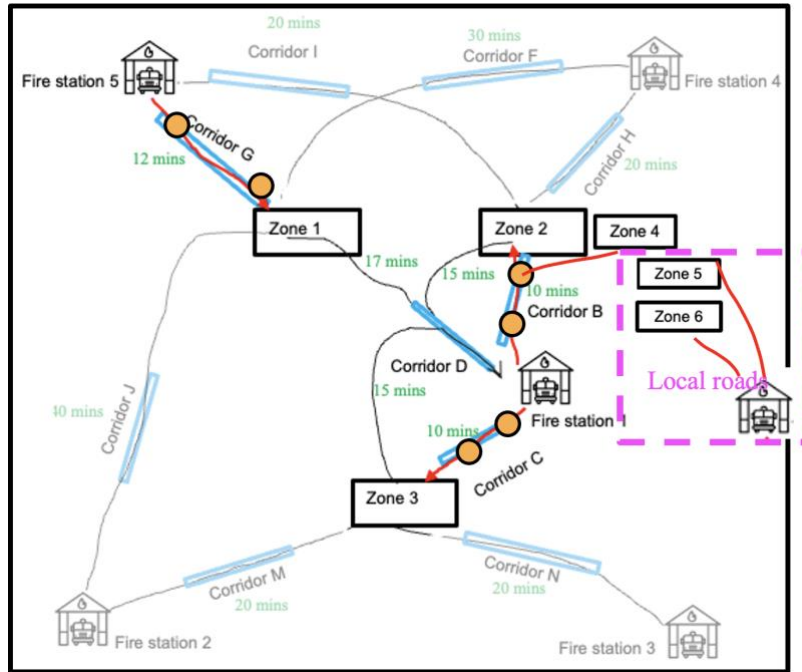 20 mins
Corridor I
30 mins
Corridor F
Fire station 5
Fire station 4
Corridor G
12 mins
Corridor H
20 mins
Zone 1
Zone 2
Zone 4
17 mins
15 mins
Zone 5
10 mins
Corridor B
Zone 6
Corridor D
Local roads
15 mins
Corridor J
40 mins
Fire station 1
10 mins
Corridor C
Zone 3
Corridor M
20 mins
Corridor N
20 mins
Fire station 2
Fire station 3